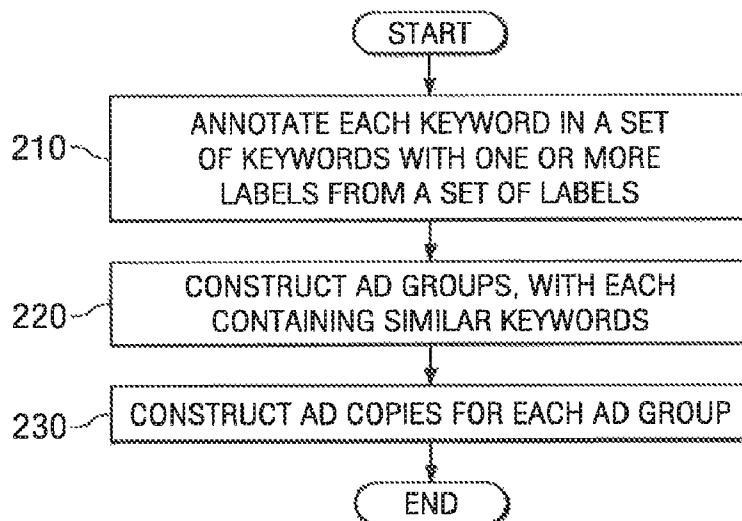 START
210
ANNOTATE EACH KEYWORD IN A SET
OF KEYWORDS WITH ONE OR MORE
LABELS FROM A SET OF LABELS
220
CONSTRUCT AD GROUPS, WITH EACH
CONTAINING SIMILAR KEYWORDS
230
CONSTRUCT AD COPIES FOR EACH AD GROUP
END